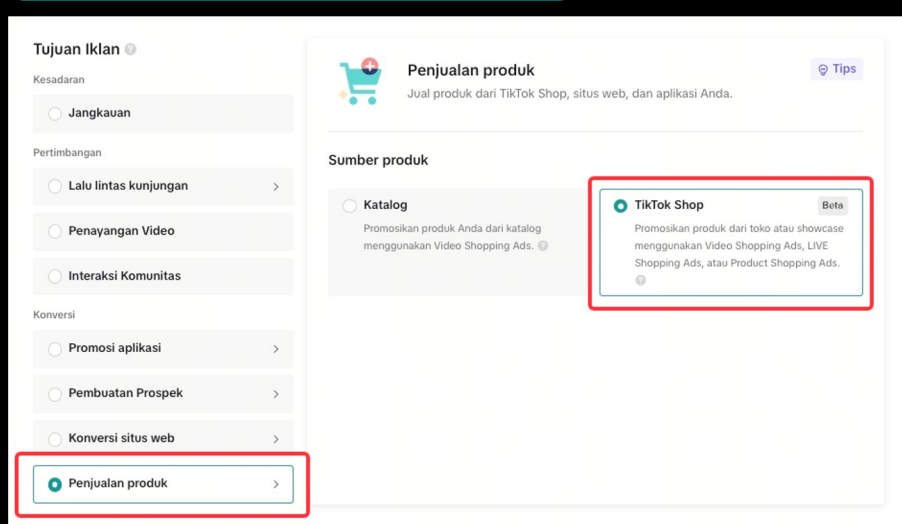 Tujuan Iklan
Kesadaran
Jangkauan
Pertimbangan
Lalu lintas kunjungan
Penayangan Video
Interaksi Komunitas
Konversi
Promosi aplikasi
Pembuatan Prospek
Konversi situs web
Penjualan produk
Penjualan produk
Tips
Jual produk dari TikTok Shop, situs web, dan aplikasi Anda.
Sumber produk
Katalog
Promosikan produk Anda dari katalog
menggunakan Video Shopping Ads.
TikTok Shop
Beta
Promosikan produk dari toko atau showcase
menggunakan Video Shopping Ads, LIVE
Shopping Ads, atau Product Shopping Ads.